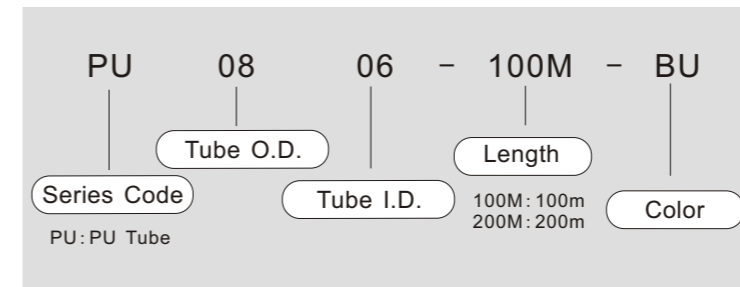 PU 08 06 – 100M – BU
Tube O.D.
Length
Series Code
Tube I.D.
100M:100m
200M:200m
Color
PU:PU Tube